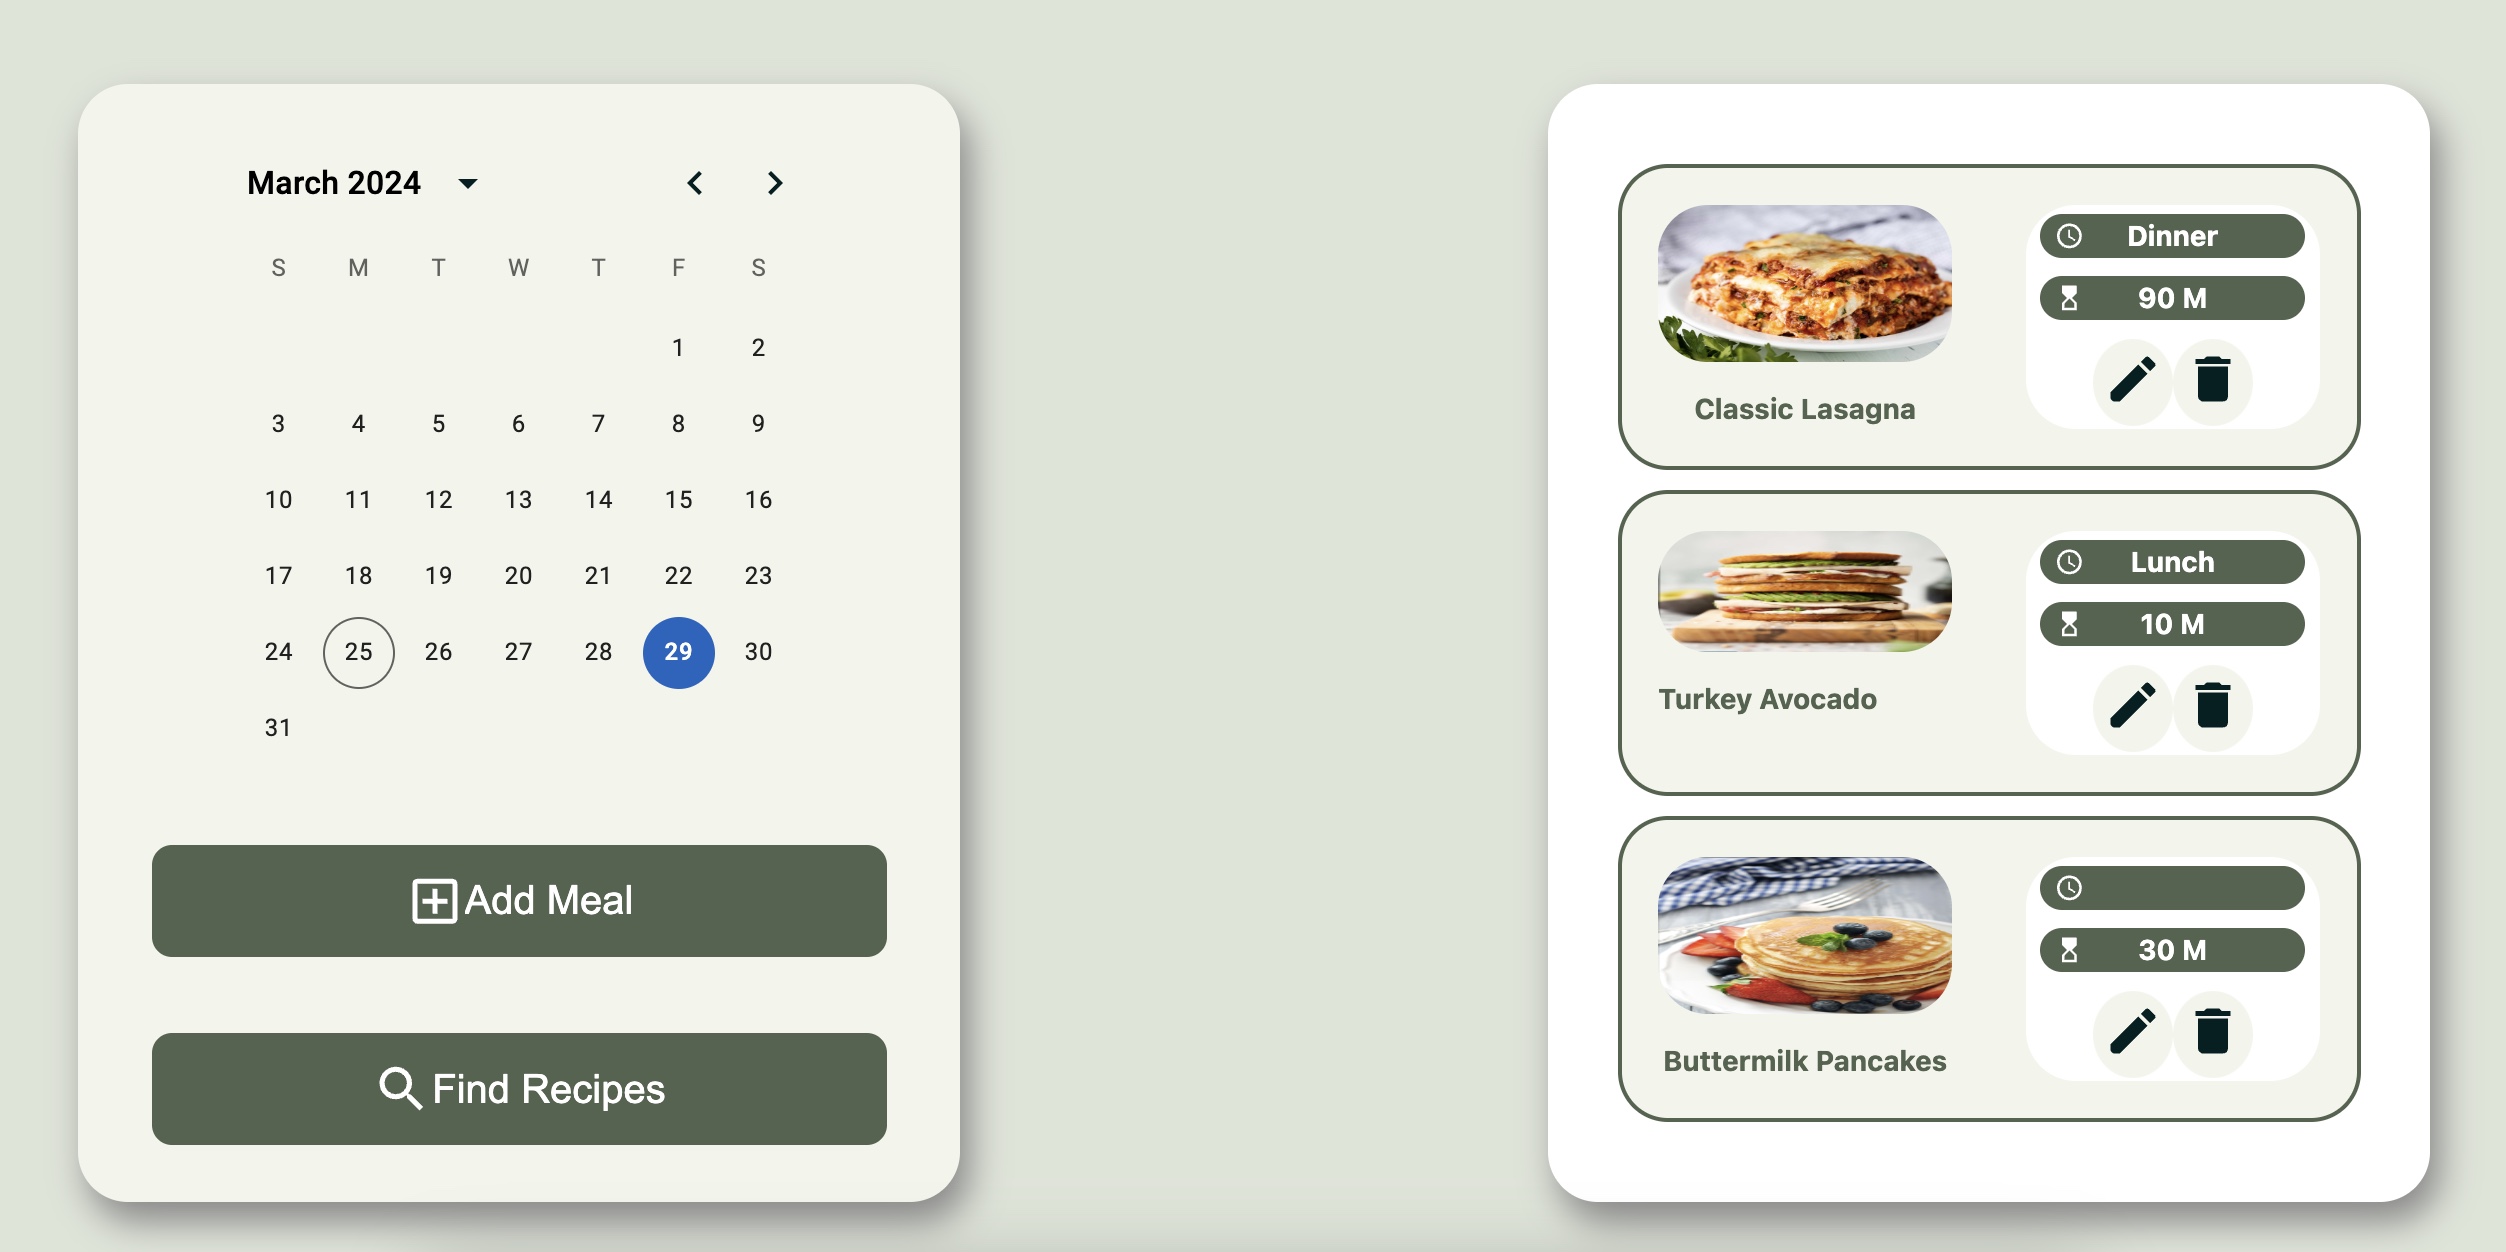 March 2024
S M T W T F S
1 2
3 4 5 6 7 8 9
10 11 12 13 14 15 16
17 18 19 20 21 22 23
24 25 26 27 28 29 30
31
Add Meal
Find Recipes
Dinner
90 M
Classic Lasagna
Lunch
10 M
Turkey Avocado
30 M
Buttermilk Pancakes